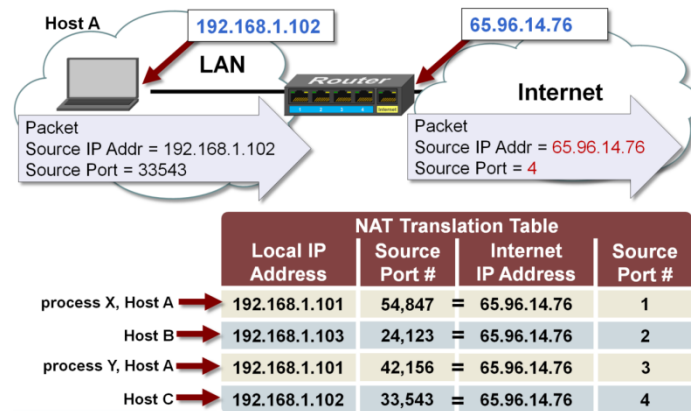 Host A
192.168.1.102
65.96.14.76
LAN
Router
Internet
1 2 3 4 Internet
Packet
Source IP Addr = 192.168.1.102
Source Port = 33543
Packet
Source IP Addr = 65.96.14.76
Source Port = 4
NAT Translation Table
Local IP Address Source Port # Internet IP Address Source Port #
process X, Host A 192.168.1.101 54,847 = 65.96.14.76 1
Host B 192.168.1.103 24,123 = 65.96.14.76 2
process Y, Host A 192.168.1.101 42,156 = 65.96.14.76 3
Host C 192.168.1.102 33,543 = 65.96.14.76 4